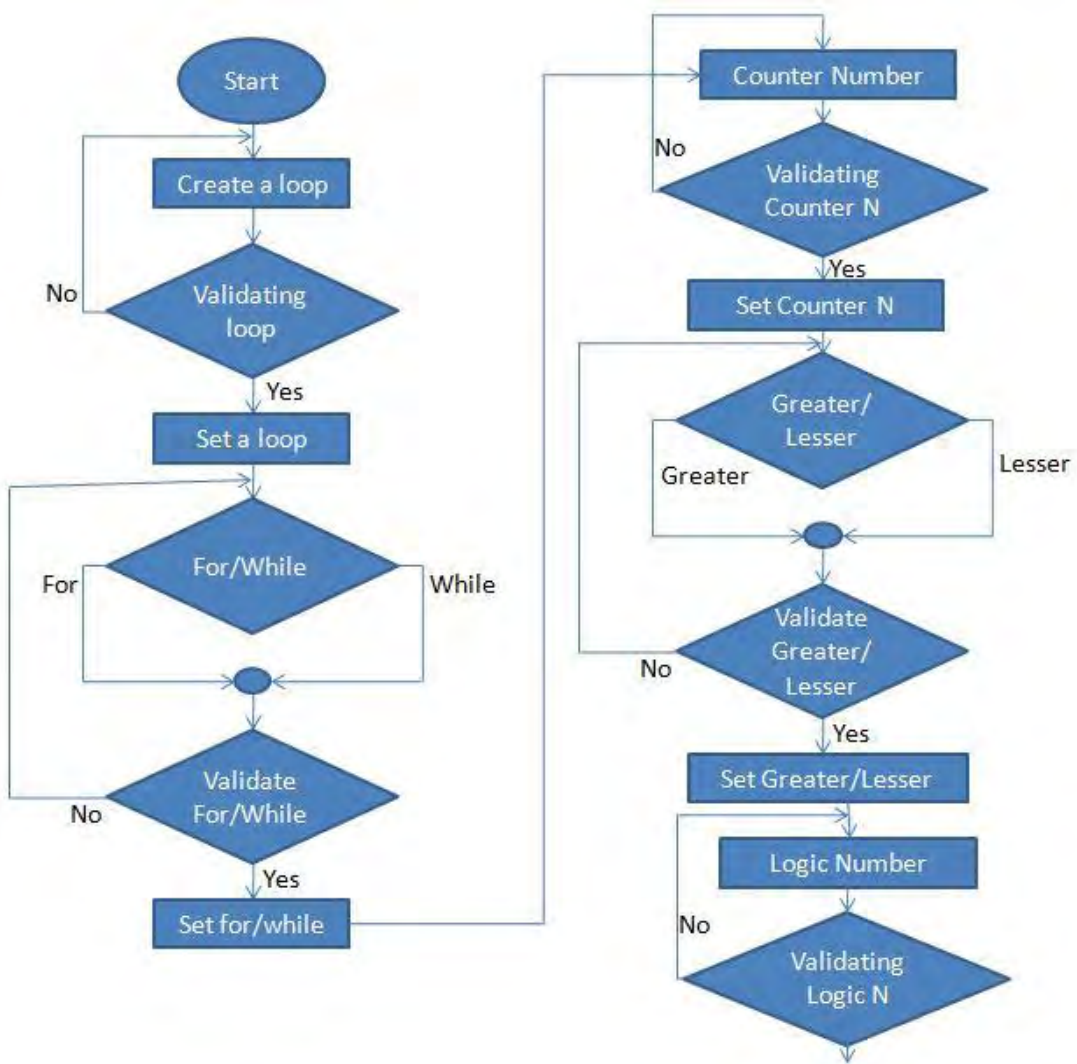 Start
Create a loop
No
Validating
loop
Yes
Set a loop
For/While
For
While
Validate
For/While
No
Yes
Set for/while
Counter Number
No
Validating
Counter N
Yes
Set Counter N
Greater/
Lesser
Greater
Lesser
Validate
Greater/
Lesser
No
Yes
Set Greater/Lesser
Logic Number
No
Validating
Logic N